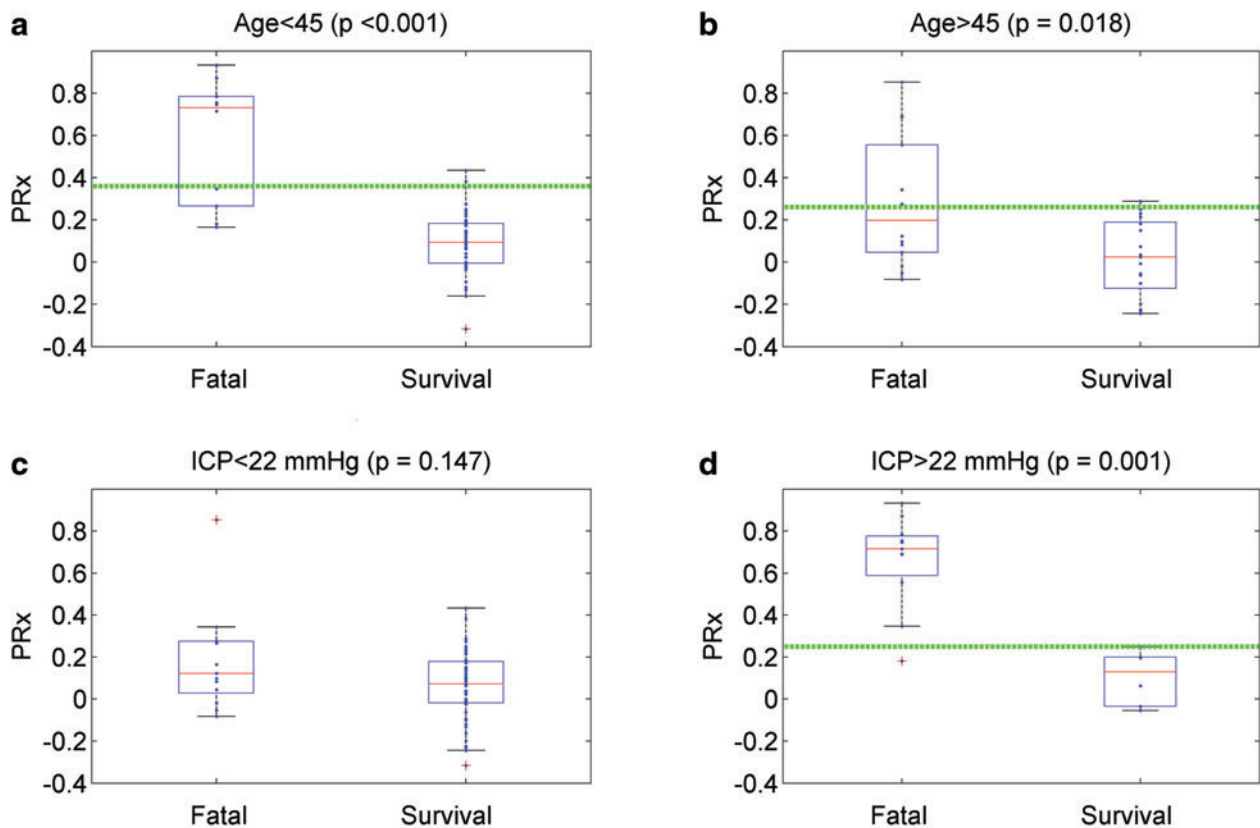 a
Age<45 (p <0.001)
0.8
0.6
0.4
0.2
0
-0.2
-0.4
PRx
Fatal Survival
b
Age>45 (p = 0.018)
0.8
0.6
0.4
0.2
0
-0.2
-0.4
PRx
Fatal Survival
c
ICP<22 mmHg (p = 0.147)
0.8
0.6
0.4
0.2
0
-0.2
-0.4
PRx
Fatal Survival
d
ICP>22 mmHg (p = 0.001)
0.8
0.6
0.4
0.2
0
-0.2
-0.4
PRx
Fatal Survival